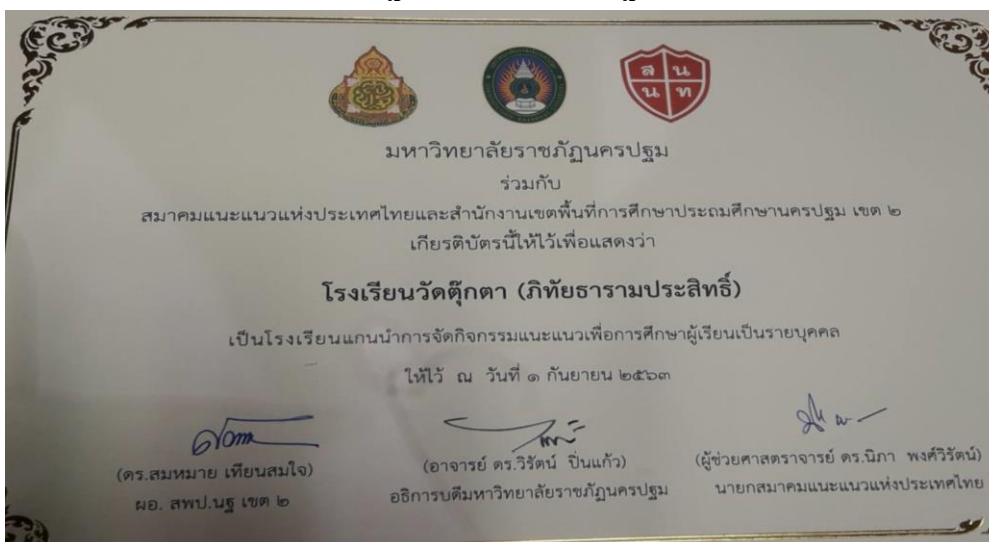 ส น
น ท
มหาวิทยาลัยราชภัฏนครปฐม
ร่วมกับ
สมาคมแนะแนวแห่งประเทศไทยและสำนักงานเขตพื้นที่การศึกษาประถมศึกษานครปฐม เขต ๒
เกียรติบัตรนี้ให้ไว้เพื่อแสดงว่า
โรงเรียนวัดตุ๊กตา (ภิทัยธารามประสิทธิ์)
เป็นโรงเรียนแกนนำการจัดกิจกรรมแนะแนวเพื่อการศึกษาผู้เรียนเป็นรายบุคคล
ให้ไว้ ณ วันที่ ๑ กันยายน ๒๕๖๓
(ดร.สมหมาย เทียนสมใจ) (อาจารย์ ดร.วิรัตน์ ปิ่นแก้ว) (ผู้ช่วยศาสตราจารย์ ดร.นิภา พงศ์วิรัตน์)
ผอ. สพป.นฐ เขต ๒ อธิการบดีมหาวิทยาลัยราชภัฏนครปฐม นายกสมาคมแนะแนวแห่งประเทศไทย